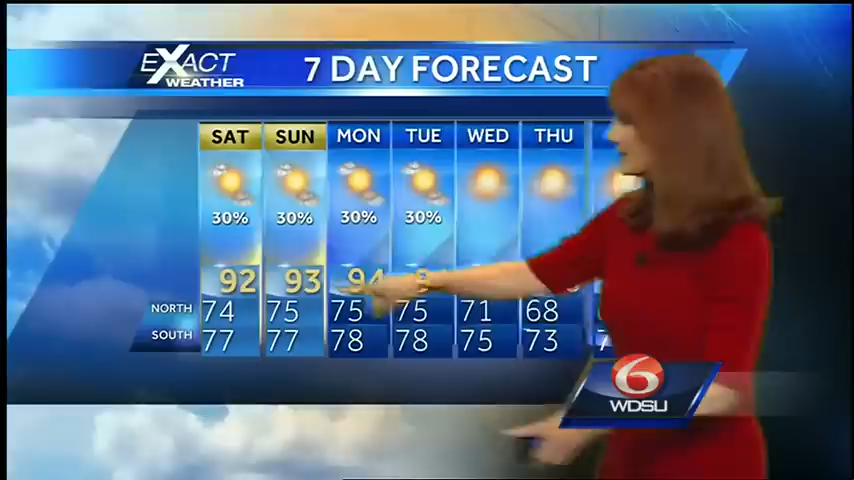 EXACT WEATHER
7 DAY FORECAST
SAT SUN MON TUE WED THU
30% 30% 30% 30%
92 93 94
NORTH 74 75 75 75 71 68
SOUTH 77 77 78 78 75 73
6
WDSU